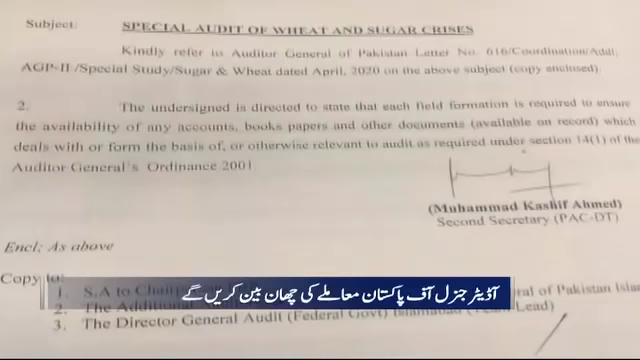 Subject: SPECIAL AUDIT OF WHEAT AND SUGAR CRISES
Kindly refer to Auditor General of Pakistan Letter No. 616/Coordination/Addl.
AGP-II/Special Study/Sugar & Wheat dated April, 2020 on the above subject (copy enclosed).
2. The undersigned is directed to state that each field formation is required to ensure
the availability of any accounts, books papers and other documents (available on record) which
deals with or form the basis of, or otherwise relevant to audit as required under section 14(1) of the
Auditor General's Ordinance 2001
(Muhammad Kashif Ahmed)
Second Secretary (PAC-DT)
Encl; As above
Copy to:
1. S.A to of Pakistan
آڈیٹر جنرل آف پاکستان معاملے کی چھان بین کریں گے
2. The Additional
3. The Director General Audit (Federal Govt) Islamabad